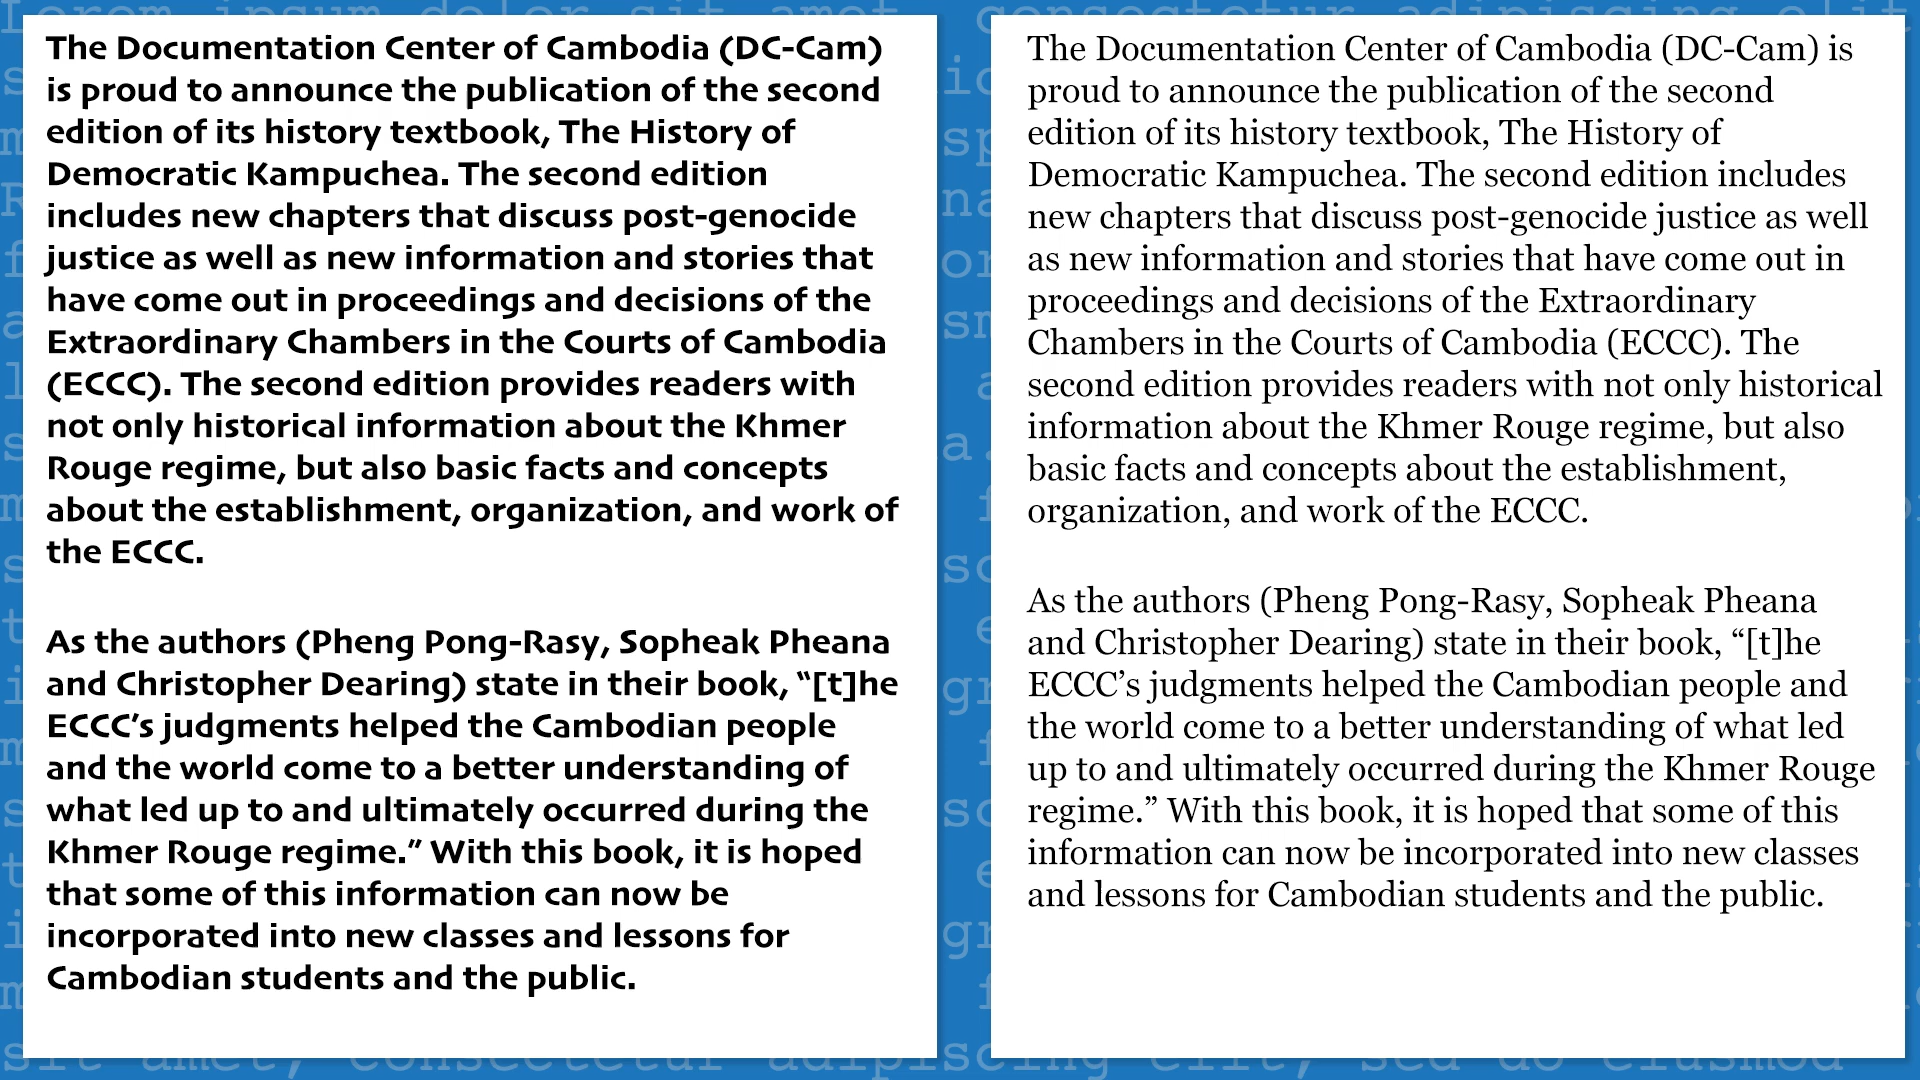 The Documentation Center of Cambodia (DC-Cam)
is proud to announce the publication of the second
edition of its history textbook, The History of
Democratic Kampuchea. The second edition
includes new chapters that discuss post-genocide
justice as well as new information and stories that
have come out in proceedings and decisions of the
Extraordinary Chambers in the Courts of Cambodia
(ECCC). The second edition provides readers with
not only historical information about the Khmer
Rouge regime, but also basic facts and concepts
about the establishment, organization, and work of
the ECCC.
As the authors (Pheng Pong-Rasy, Sopheak Pheana
and Christopher Dearing) state in their book, “[t]he
ECCC’s judgments helped the Cambodian people
and the world come to a better understanding of
what led up to and ultimately occurred during the
Khmer Rouge regime.” With this book, it is hoped
that some of this information can now be
incorporated into new classes and lessons for
Cambodian students and the public.
The Documentation Center of Cambodia (DC-Cam) is
proud to announce the publication of the second
edition of its history textbook, The History of
Democratic Kampuchea. The second edition includes
new chapters that discuss post-genocide justice as well
as new information and stories that have come out in
proceedings and decisions of the Extraordinary
Chambers in the Courts of Cambodia (ECCC). The
second edition provides readers with not only historical
information about the Khmer Rouge regime, but also
basic facts and concepts about the establishment,
organization, and work of the ECCC.
As the authors (Pheng Pong-Rasy, Sopheak Pheana
and Christopher Dearing) state in their book, “[t]he
ECCC’s judgments helped the Cambodian people and
the world come to a better understanding of what led
up to and ultimately occurred during the Khmer Rouge
regime.” With this book, it is hoped that some of this
information can now be incorporated into new classes
and lessons for Cambodian students and the public.
sit amet, consectetur adipiscing elit, sed do eiusmod